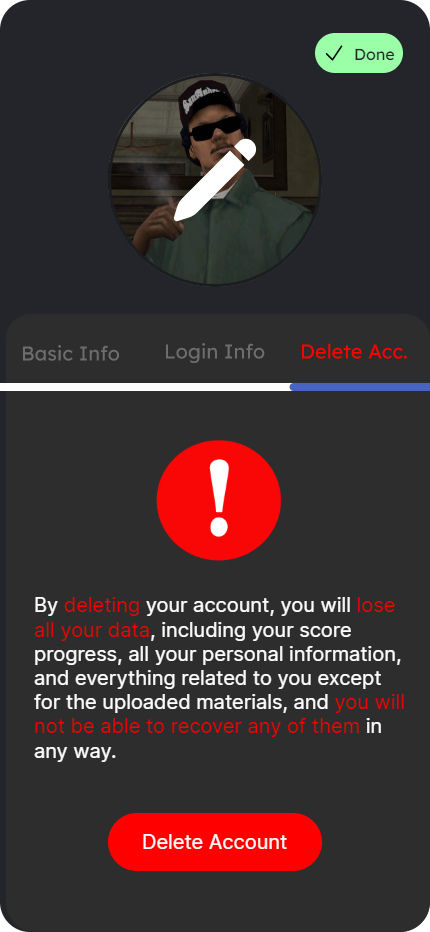 Done
Basic Info
Login Info
Delete Acc.
By deleting your account, you will lose
all your data, including your score
progress, all your personal information,
and everything related to you except
for the uploaded materials, and you will
not be able to recover any of them in
any way.
Delete Account